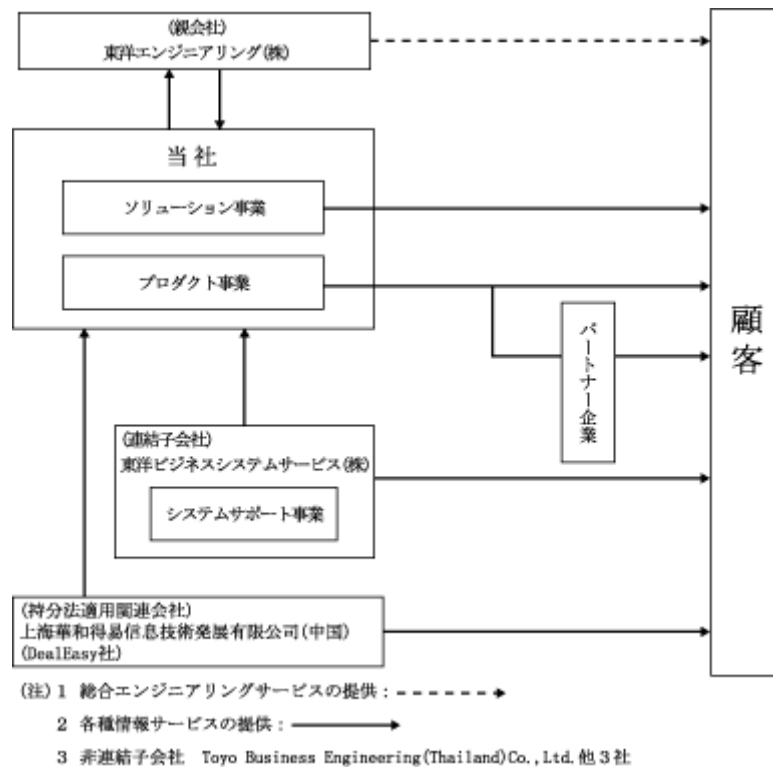 (親会社)
東洋エンジニアリング(株)
当社
ソリューション事業
プロダクト事業
パートナー企業
顧客
(連結子会社)
東洋ビジネスシステムサービス(株)
システムサポート事業
(持分法適用関連会社)
上海華和得易信息技術発展有限公司(中国)
(DealEasy社)
(注) 1 総合エンジニアリングサービスの提供:
2 各種情報サービスの提供:
3 非連結子会社 Toyo Business Engineering(Thailand)Co.,Ltd.他3社